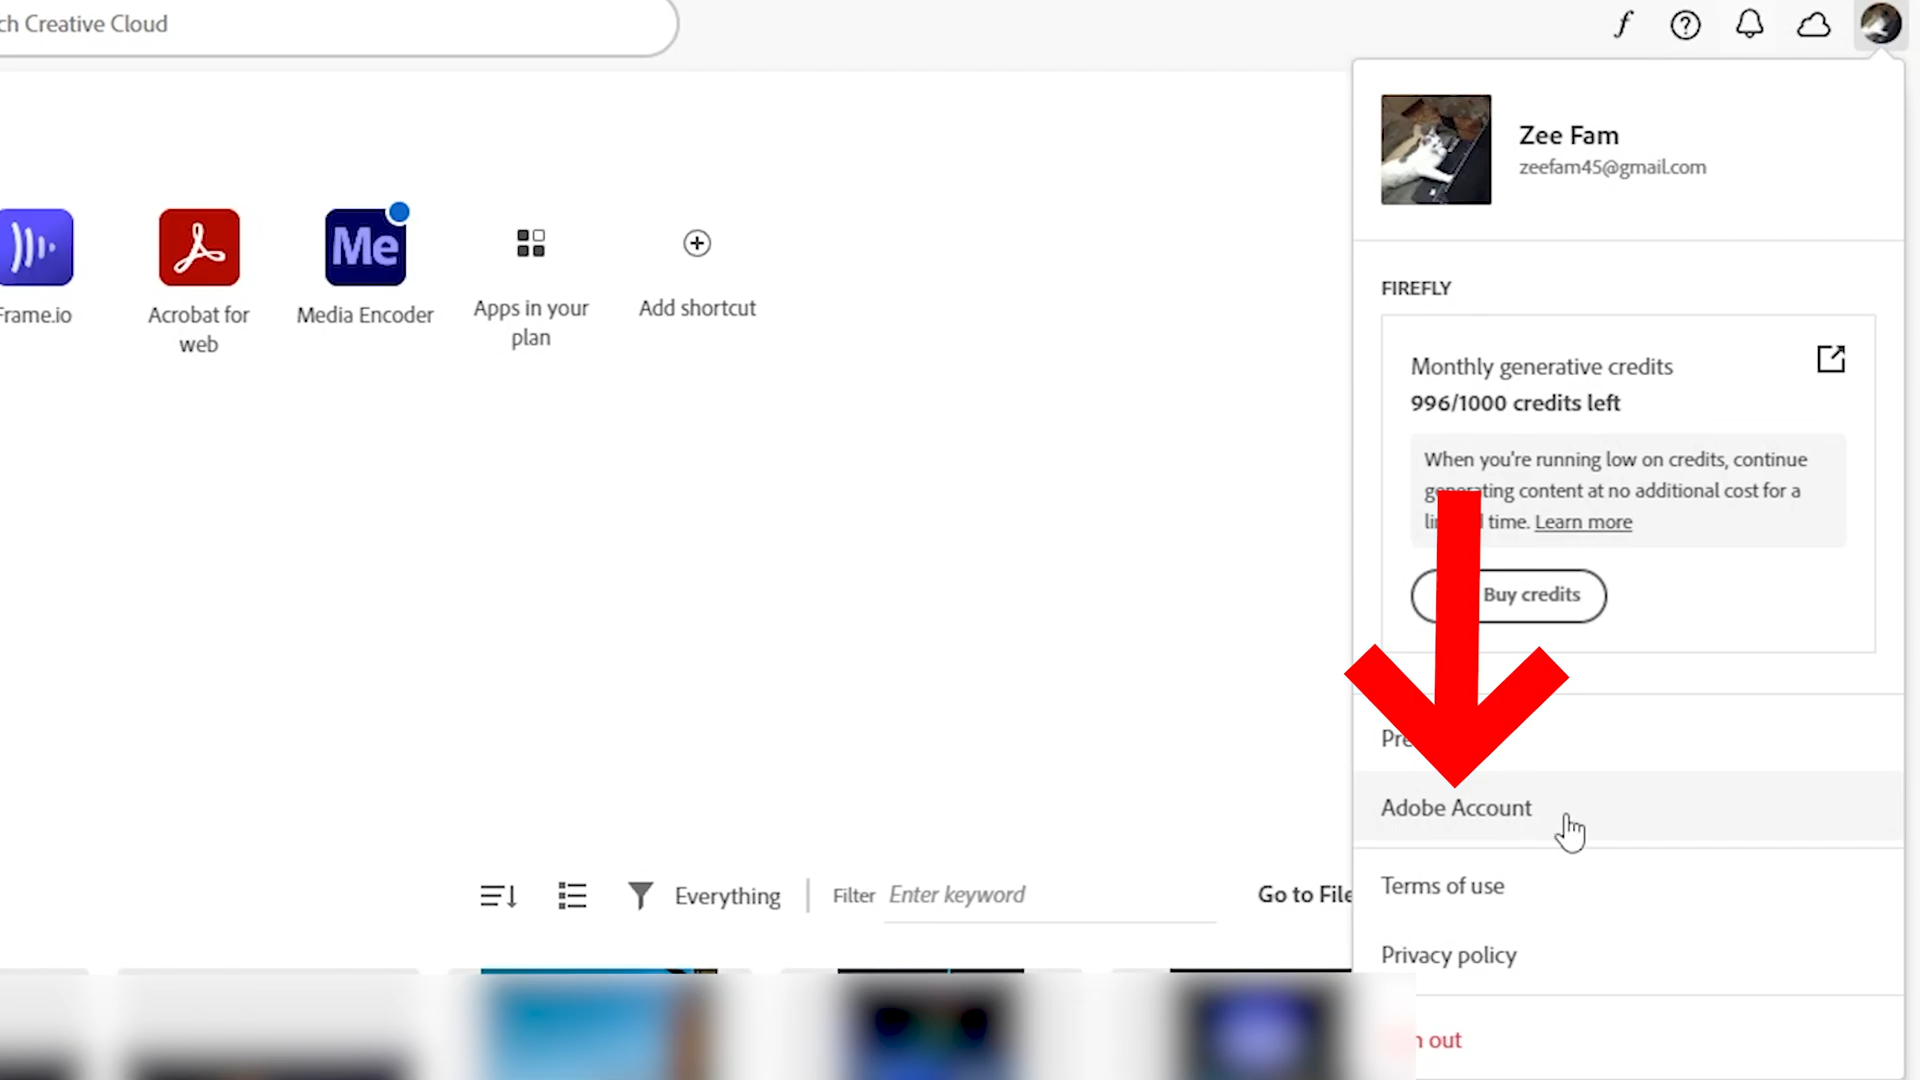 ch Creative Cloud
Zee Fam
zeefam45@gmail.com
Frame.io
Acrobat for
web
Me
Media Encoder
Apps in your
plan
Add shortcut
FIREFLY
Monthly generative credits
996/1000 credits left
When you're running low on credits, continue
generating content at no additional cost for a
time. Learn more
Buy credits
Pre
Adobe Account
Everything
Filter
Enter keyword
Go to File
Terms of use
Privacy policy
n out